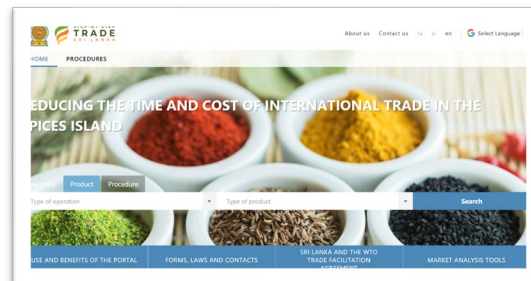 TRADE
SRI LANKA
About us Contact us en Select Language
HOME PROCEDURES
EDUCING THE TIME AND COST OF INTERNATIONAL TRADE IN THE
PICES ISLAND
Product Procedure
Type of operation Type of product Search
USE AND BENEFITS OF THE PORTAL
FORMS, LAWS AND CONTACTS
SRI LANKA AND THE WTO
TRADE FACILITATION
AGREEMENT
MARKET ANALYSIS TOOLS